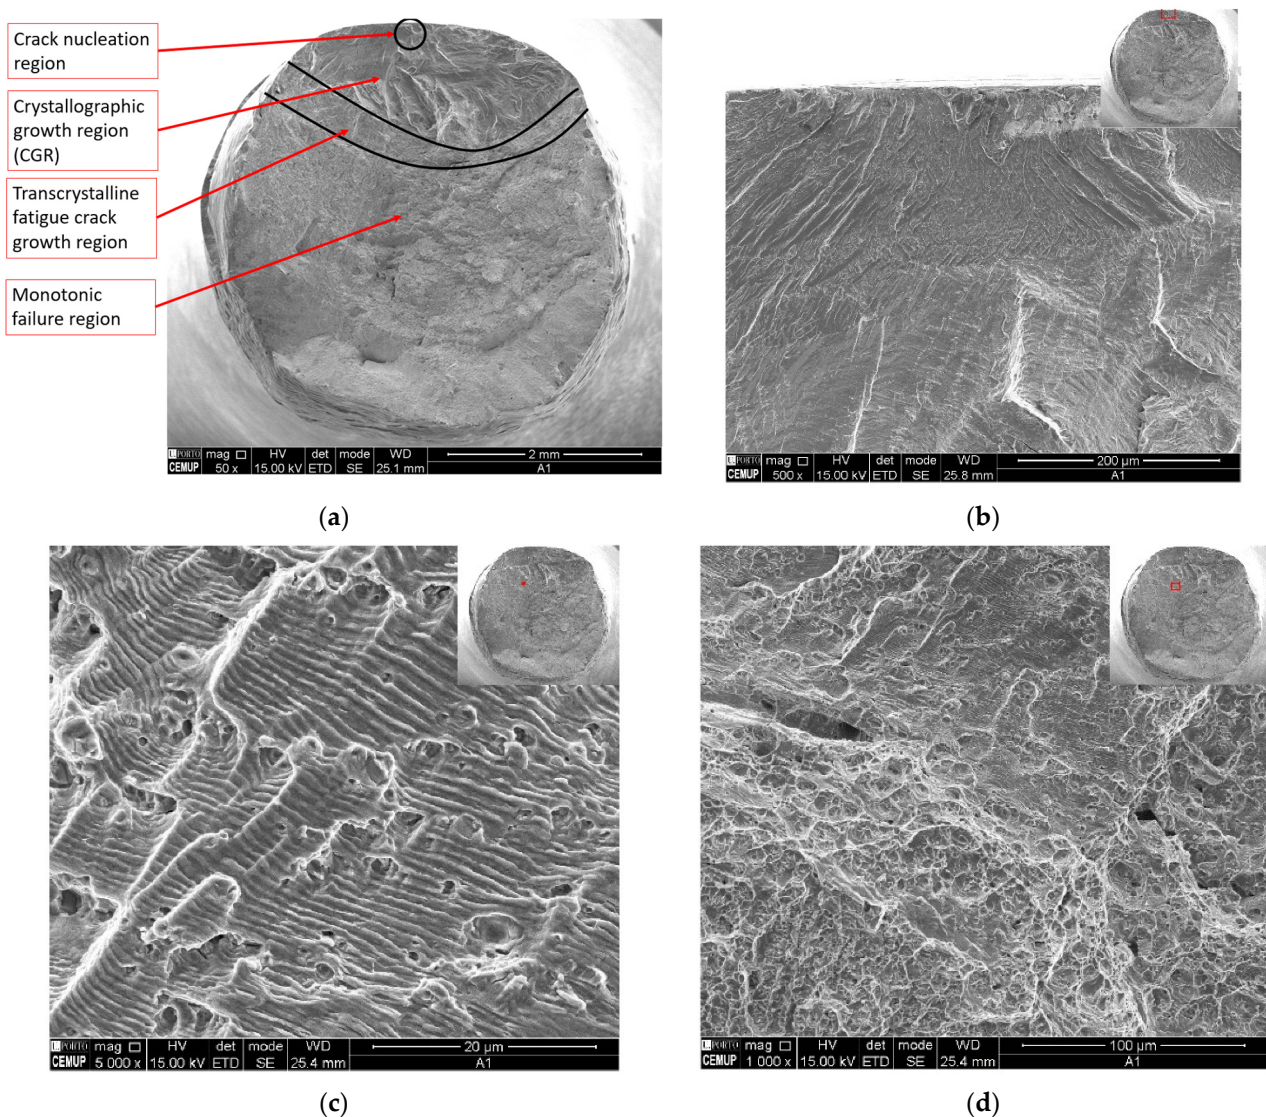 Crack nucleation
region
Crystallographic
growth region
(CGR)
Transcrystalline
fatigue crack
growth region
Monotonic
failure region
U. PORTO
CEMUP
mag HV det mode WD 2 mm
50 x 15.00 kV ETD SE 25.1 mm A1
(a)
U. PORTO
CEMUP
mag HV det mode WD 200 µm
500 x 15.00 kV ETD SE 25.8 mm A1
(b)
U. PORTO
CEMUP
mag HV det mode WD 20 µm
5 000 x 15.00 kV ETD SE 25.4 mm A1
(c)
U. PORTO
CEMUP
mag HV det mode WD 100 µm
1 000 x 15.00 kV ETD SE 25.4 mm A1
(d)